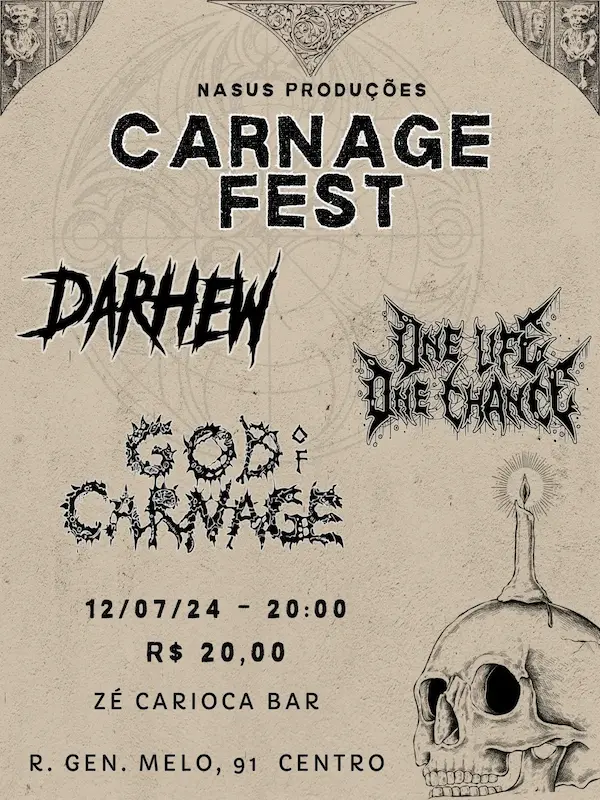 NASUS PRODUÇÕES
CARNAGE
FEST
DARHEW
ONE LIFE
ONE CHANCE
GOD OF
CARNAGE
12/07/24 - 20:00
R$ 20,00
ZÉ CARIOCA BAR
R. GEN. MELO, 91 CENTRO